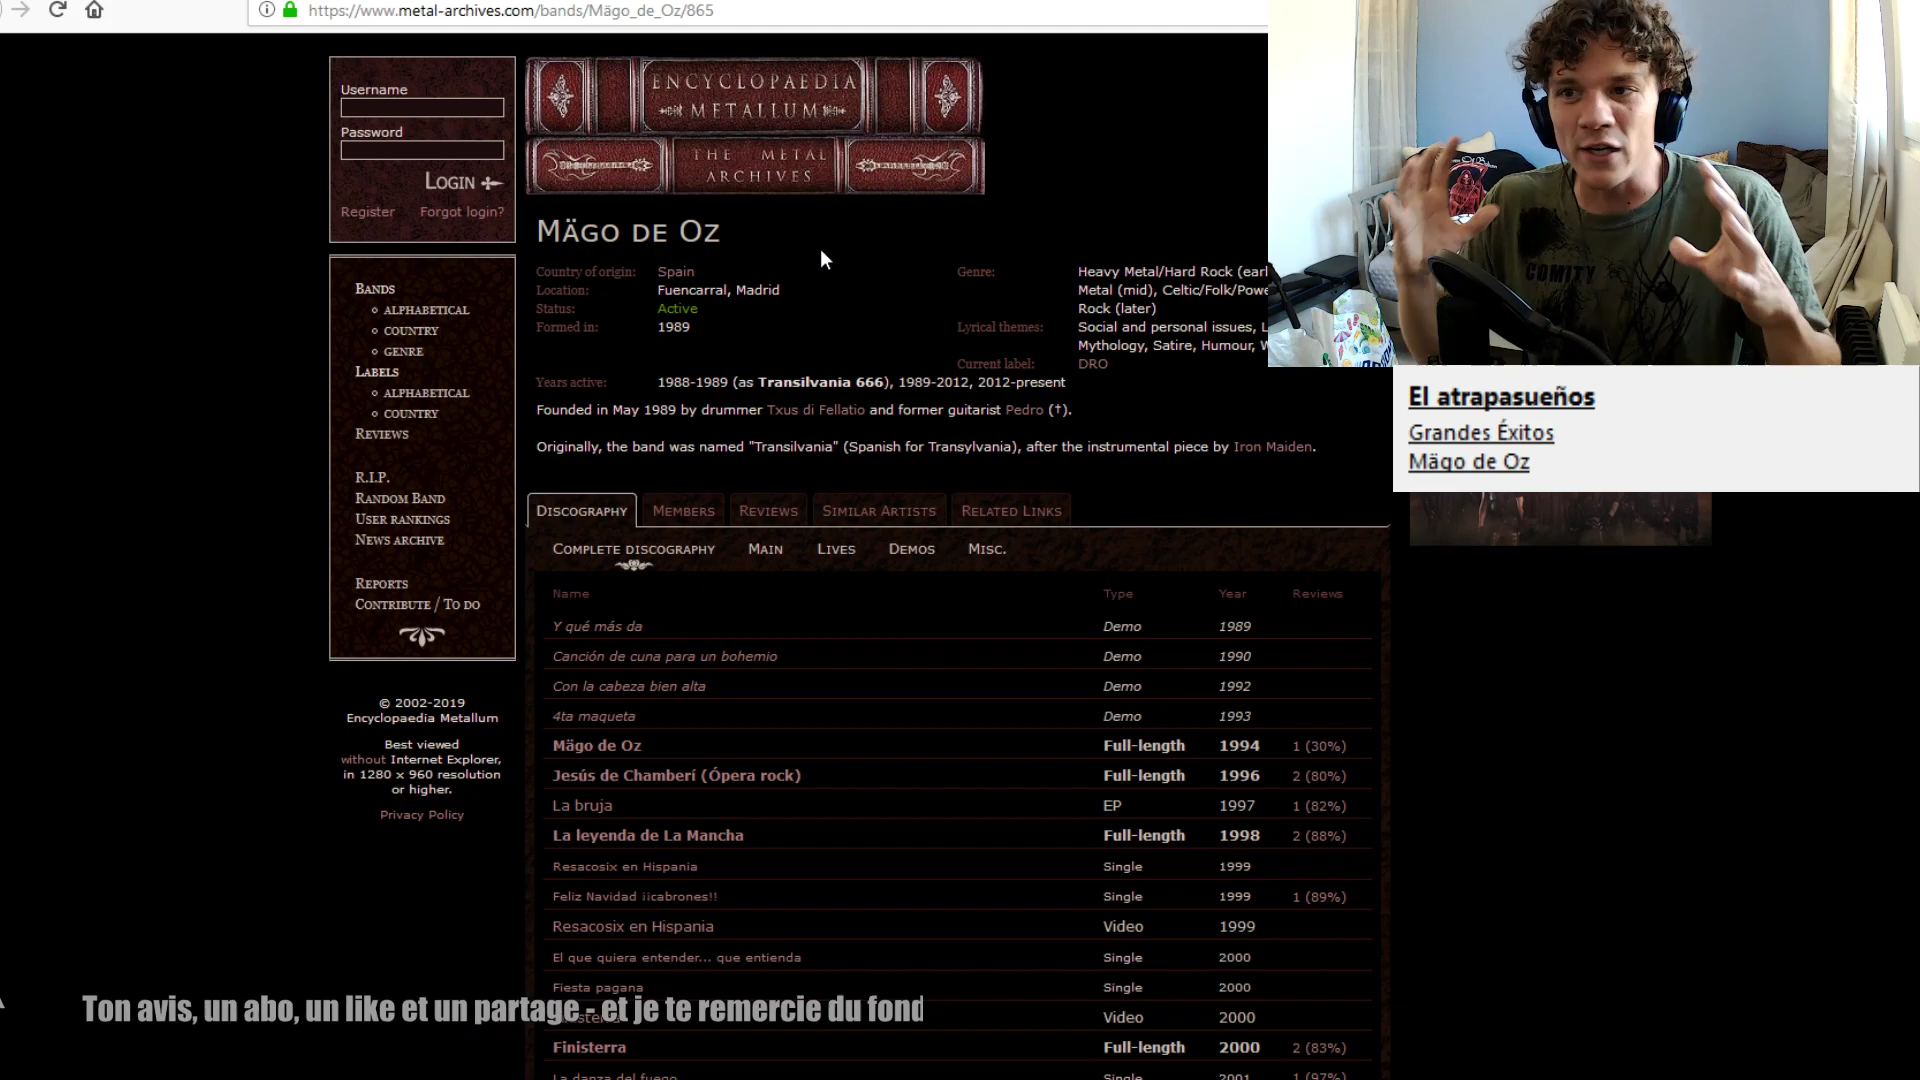 https://www.metal-archives.com/bands/Mägo_de_Oz/865
Username
Password
LOGIN
Register Forgot login?
BANDS
ALPHABETICAL
COUNTRY
GENRE
LABELS
ALPHABETICAL
COUNTRY
REVIEWS
R.I.P.
RANDOM BAND
USER RANKINGS
NEWS ARCHIVE
REPORTS
CONTRIBUTE / TO DO
© 2002-2019
Encyclopaedia Metallum
Best viewed
without Internet Explorer,
in 1280 x 960 resolution
or higher.
Privacy Policy
ENCYCLOPAEDIA
METALLUM
THE METAL
ARCHIVES
MÄGO DE OZ
Country of origin: Spain
Location: Fuencarral, Madrid
Status: Active
Formed in: 1989
Genre: Heavy Metal/Hard Rock (earl
Metal (mid), Celtic/Folk/Powe
Rock (later)
Lyrical themes: Social and personal issues, L
Mythology, Satire, Humour, W
Current label: DRO
Years active: 1988-1989 (as Transilvania 666), 1989-2012, 2012-present
Founded in May 1989 by drummer Txus di Fellatio and former guitarist Pedro (†).
Originally, the band was named "Transilvania" (Spanish for Transylvania), after the instrumental piece by Iron Maiden.
DISCOGRAPHY MEMBERS REVIEWS SIMILAR ARTISTS RELATED LINKS
COMPLETE DISCOGRAPHY MAIN LIVES DEMOS MISC.
Name Type Year Reviews
Y qué más da Demo 1989
Canción de cuna para un bohemio Demo 1990
Con la cabeza bien alta Demo 1992
4ta maqueta Demo 1993
Mägo de Oz Full-length 1994 1 (30%)
Jesús de Chamberí (Ópera rock) Full-length 1996 2 (80%)
La bruja EP 1997 1 (82%)
La leyenda de La Mancha Full-length 1998 2 (88%)
Resacosix en Hispania Single 1999
Feliz Navidad ¡¡cabrones!! Single 1999 1 (89%)
Resacosix en Hispania Video 1999
El que quiera entender... que entienda Single 2000
Fiesta pagana Single 2000
Video 2000
Finisterra Full-length 2000 2 (83%)
La danza del fuego Single 2001 1 (97%)
COMITY
El atrapasueños
Grandes Éxitos
Mägo de Oz
Ton avis, un abo, un like et un partage - et je te remercie du fond